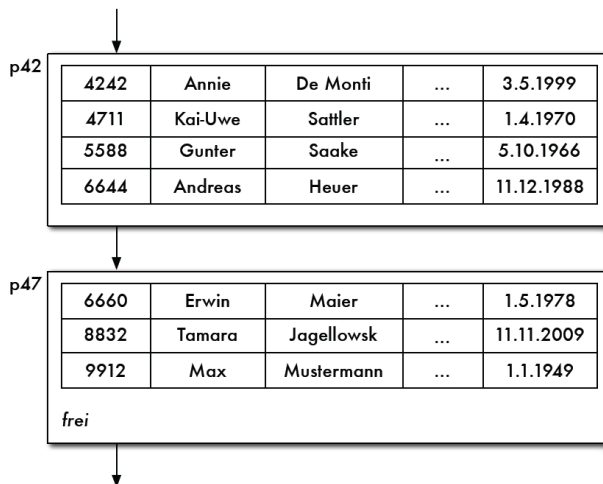 p42
4242 Annie De Monti ... 3.5.1999
4711 Kai-Uwe Sattler ... 1.4.1970
5588 Gunter Saake ... 5.10.1966
6644 Andreas Heuer ... 11.12.1988
p47
6660 Erwin Maier ... 1.5.1978
8832 Tamara Jagellowsk ... 11.11.2009
9912 Max Mustermann ... 1.1.1949
frei